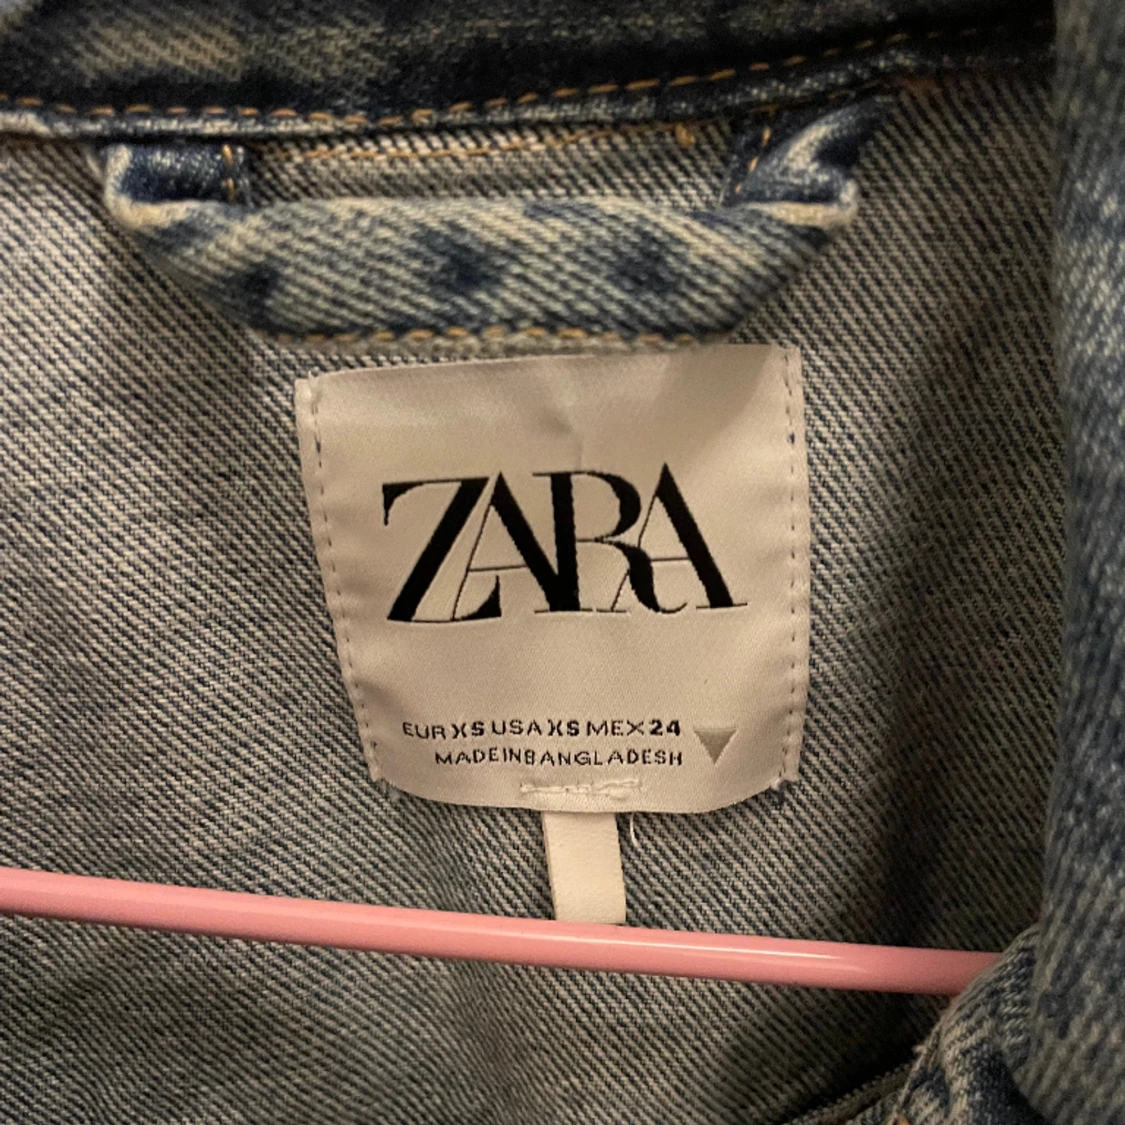 ZARA
EUR XS USA XS MEX 24
MADE IN BANGLADESH